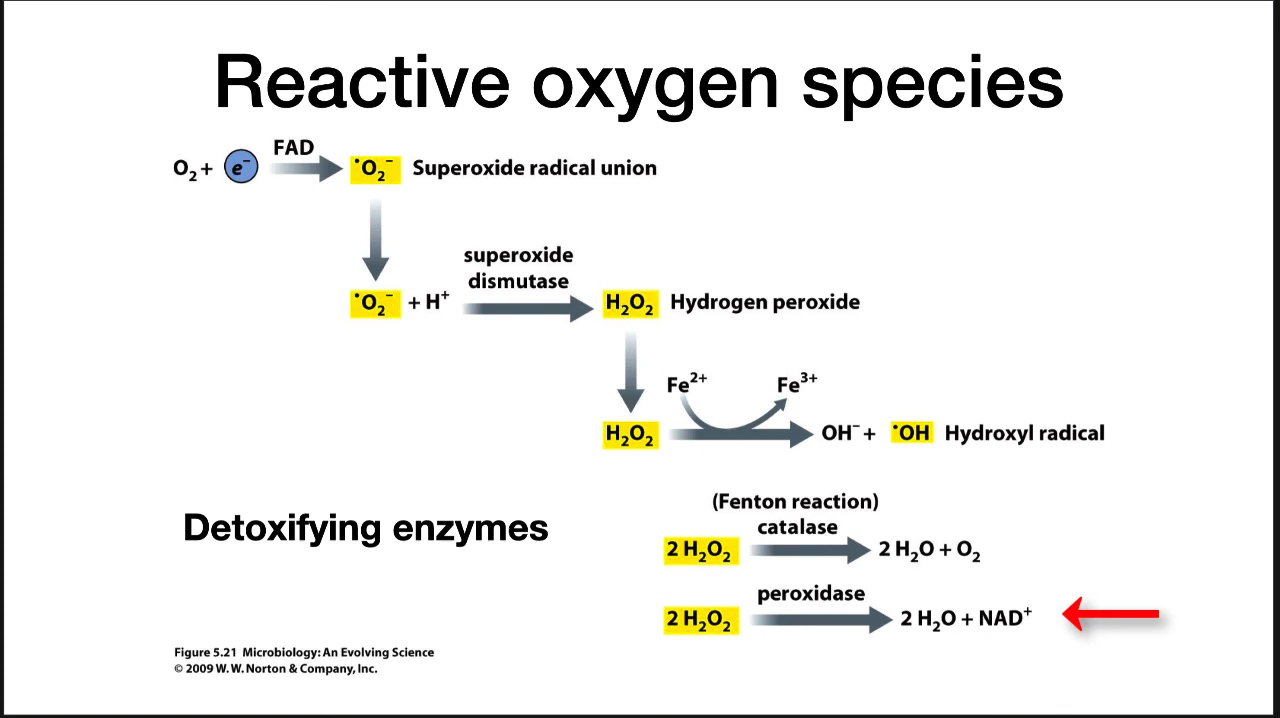 Reactive oxygen species
O₂ + e⁻ FAD •O₂⁻ Superoxide radical union
superoxide
dismutase
•O₂⁻ + H⁺ H₂O₂ Hydrogen peroxide
Fe²⁺ Fe³⁺
H₂O₂ OH⁻ + •OH Hydroxyl radical
(Fenton reaction)
Detoxifying enzymes
catalase
2 H₂O₂ 2 H₂O + O₂
peroxidase
2 H₂O₂ 2 H₂O + NAD⁺
Figure 5.21 Microbiology: An Evolving Science
© 2009 W. W. Norton & Company, Inc.